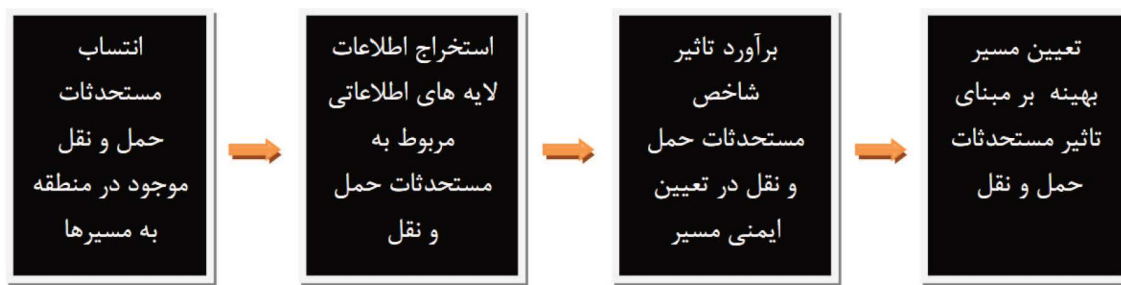 انتساب
مستحدثات
حمل و نقل
موجود در منطقه
به مسیرها
استخراج اطلاعات
لایه های اطلاعاتی
مربوط به
مستحدثات حمل
و نقل
برآورد تاثیر
شاخص
مستحدثات حمل
و نقل در تعیین
ایمنی مسیر
تعیین مسیر
بهینه بر مبنای
تاثیر مستحدثات
حمل و نقل